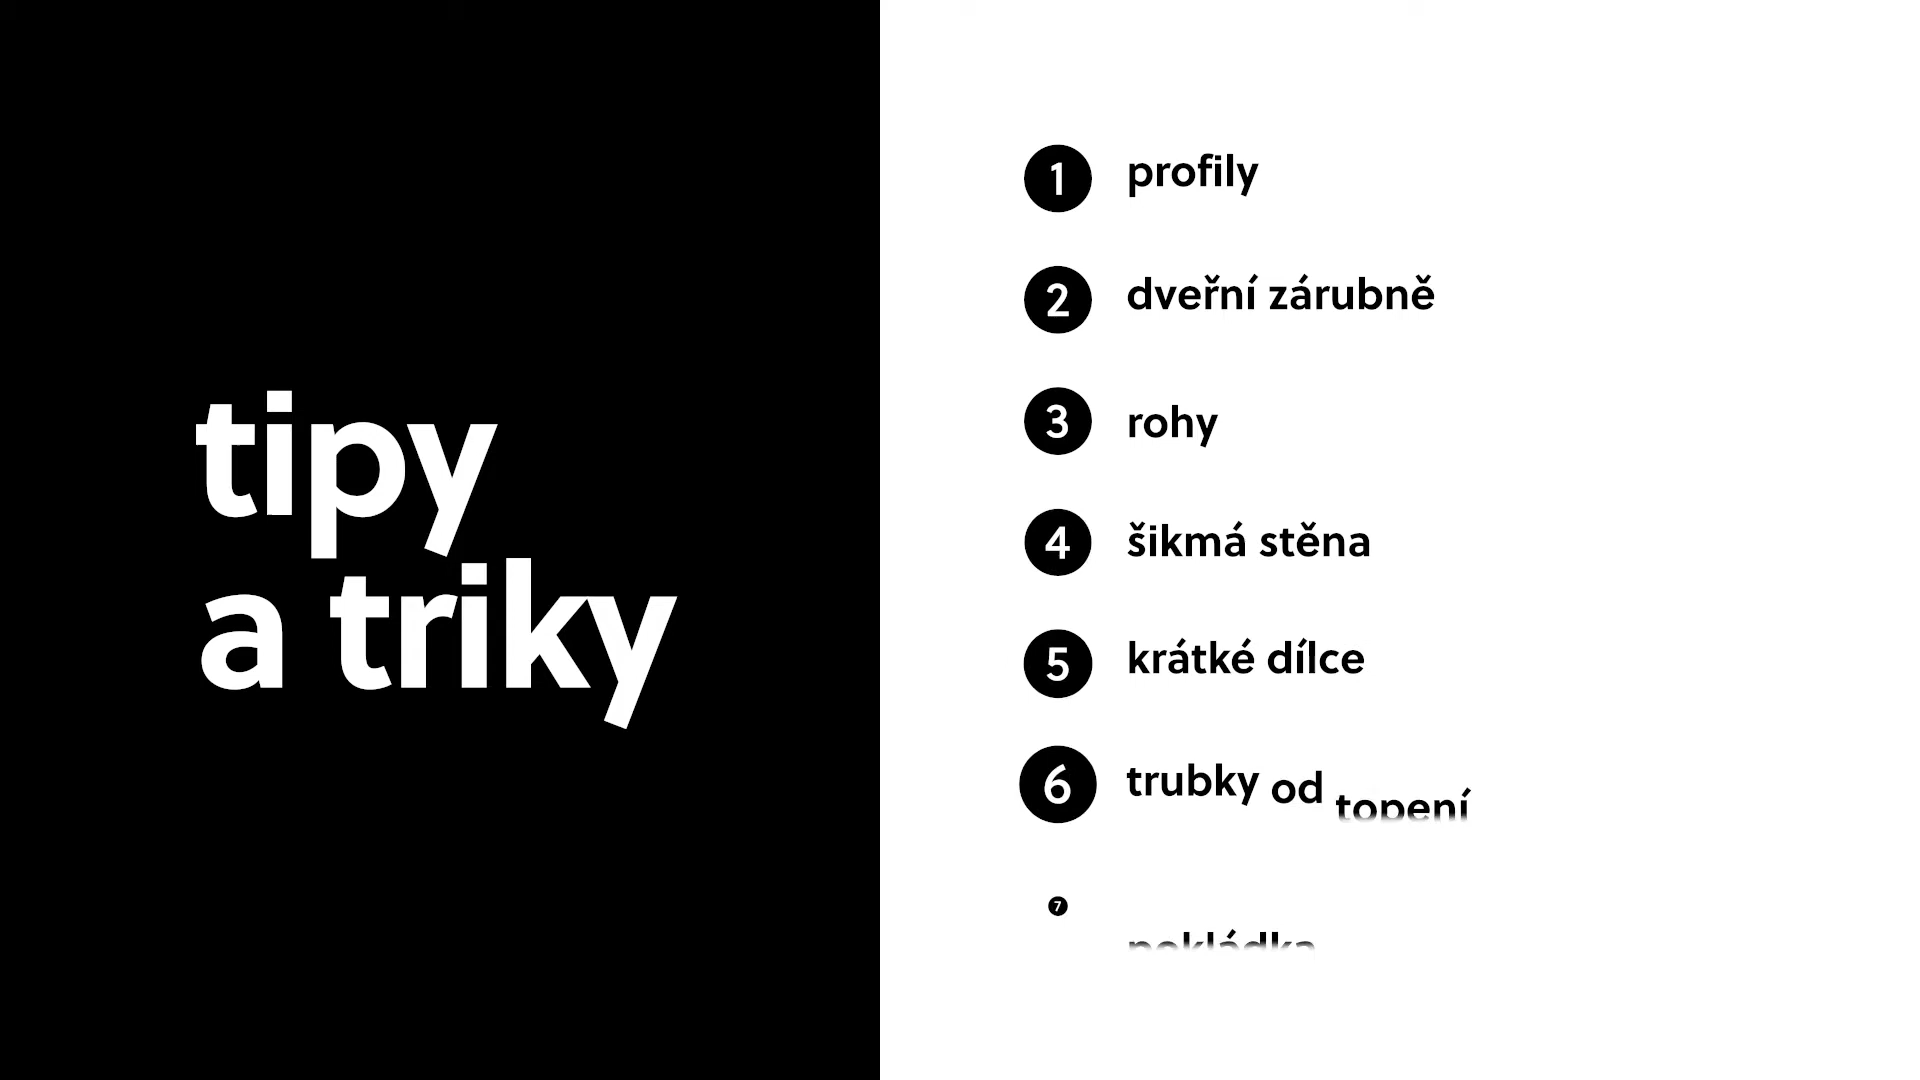 tipy
a triky
1 profily
2 dveřní zárubně
3 rohy
4 šikmá stěna
5 krátké dílce
6 trubky od topení
7 pokládka